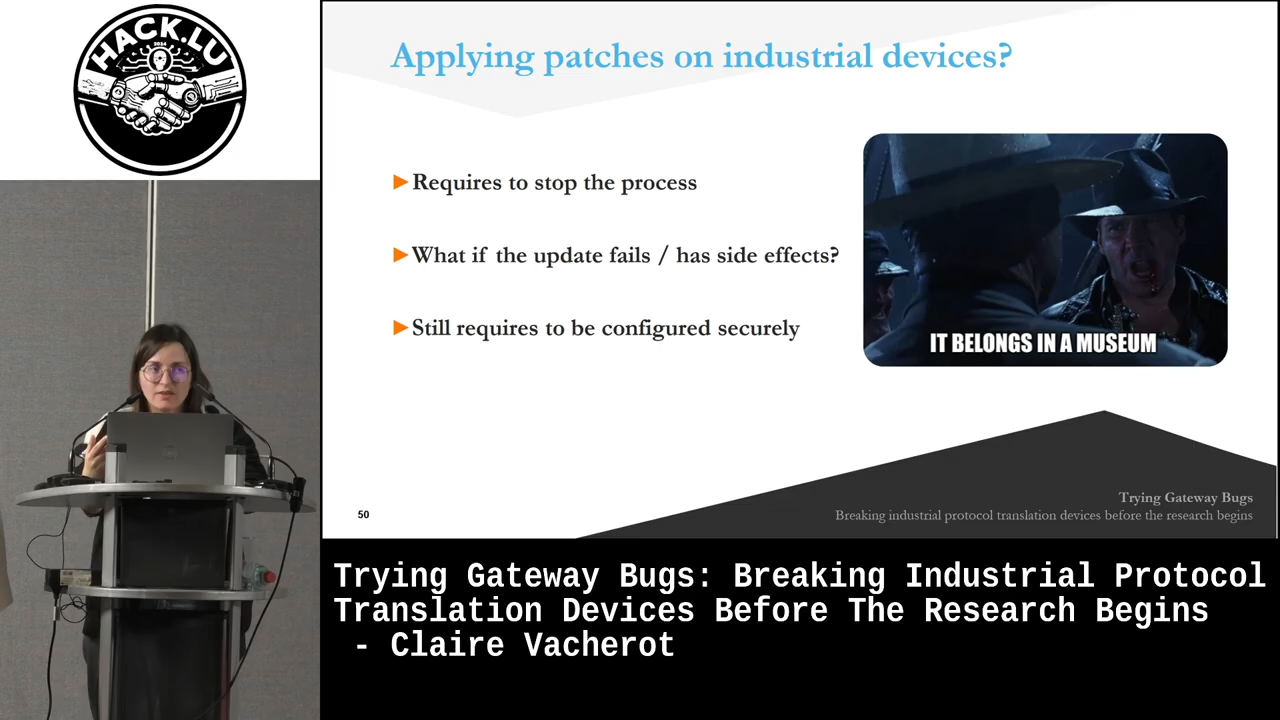 HACK.LU
2024
Applying patches on industrial devices?
Requires to stop the process
What if the update fails / has side effects?
Still requires to be configured securely
IT BELONGS IN A MUSEUM
Trying Gateway Bugs
Breaking industrial protocol translation devices before the research begins
50
Trying Gateway Bugs: Breaking Industrial Protocol
Translation Devices Before The Research Begins
- Claire Vacherot